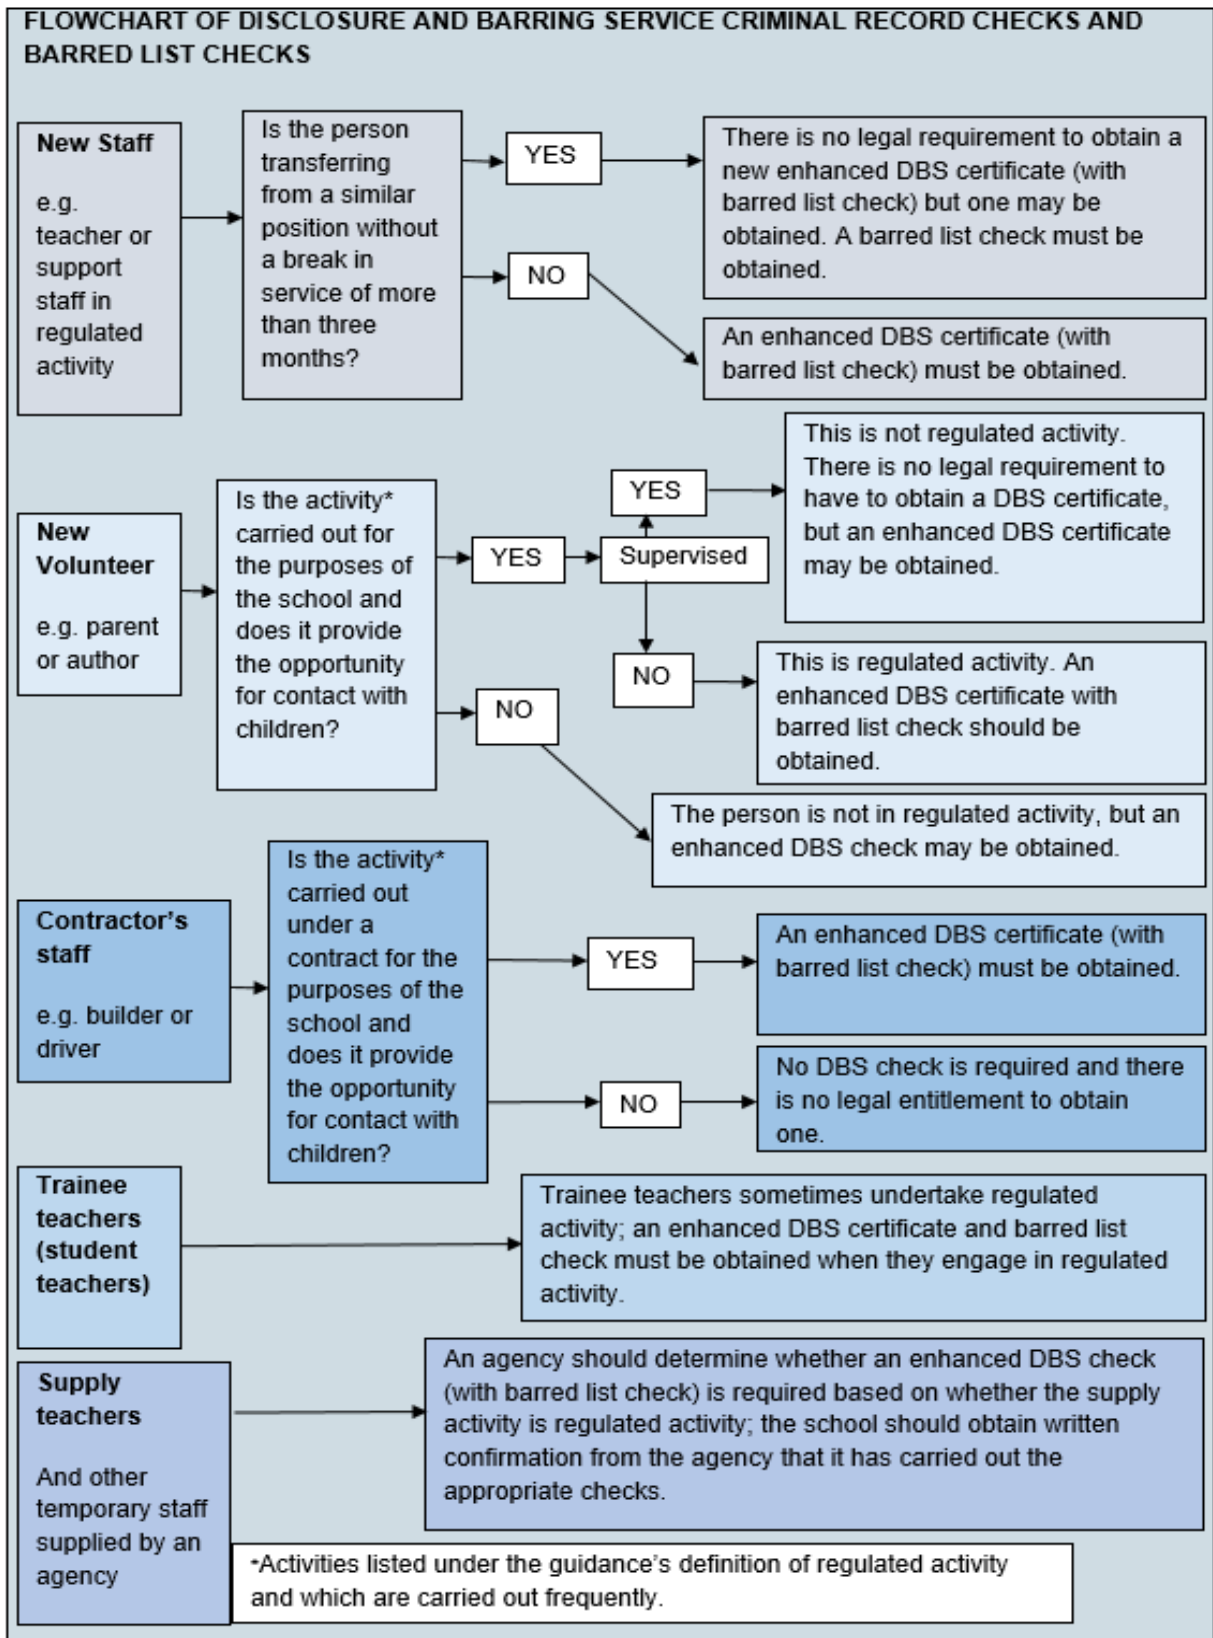 FLOWCHART OF DISCLOSURE AND BARRING SERVICE CRIMINAL RECORD CHECKS AND
BARRED LIST CHECKS
New Staff
e.g.
teacher or
support
staff in
regulated
activity
Is the person
transferring
from a similar
position without
a break in
service of more
than three
months?
YES
There is no legal requirement to obtain a
new enhanced DBS certificate (with
barred list check) but one may be
obtained. A barred list check must be
obtained.
NO
An enhanced DBS certificate (with
barred list check) must be obtained.
New
Volunteer
e.g. parent
or author
Is the activity*
carried out for
the purposes of
the school and
does it provide
the opportunity
for contact with
children?
YES
Supervised
YES
This is not regulated activity.
There is no legal requirement to
have to obtain a DBS certificate,
but an enhanced DBS certificate
may be obtained.
NO
This is regulated activity. An
enhanced DBS certificate with
barred list check should be
obtained.
NO
The person is not in regulated activity, but an
enhanced DBS check may be obtained.
Contractor's
staff
e.g. builder or
driver
Is the activity*
carried out
under a
contract for the
purposes of the
school and
does it provide
the opportunity
for contact with
children?
YES
An enhanced DBS certificate (with
barred list check) must be obtained.
NO
No DBS check is required and there
is no legal entitlement to obtain
one.
Trainee
teachers
(student
teachers)
Trainee teachers sometimes undertake regulated
activity; an enhanced DBS certificate and barred list
check must be obtained when they engage in regulated
activity.
Supply
teachers
And other
temporary staff
supplied by an
agency
An agency should determine whether an enhanced DBS check
(with barred list check) is required based on whether the supply
activity is regulated activity; the school should obtain written
confirmation from the agency that it has carried out the
appropriate checks.
*Activities listed under the guidance's definition of regulated activity
and which are carried out frequently.